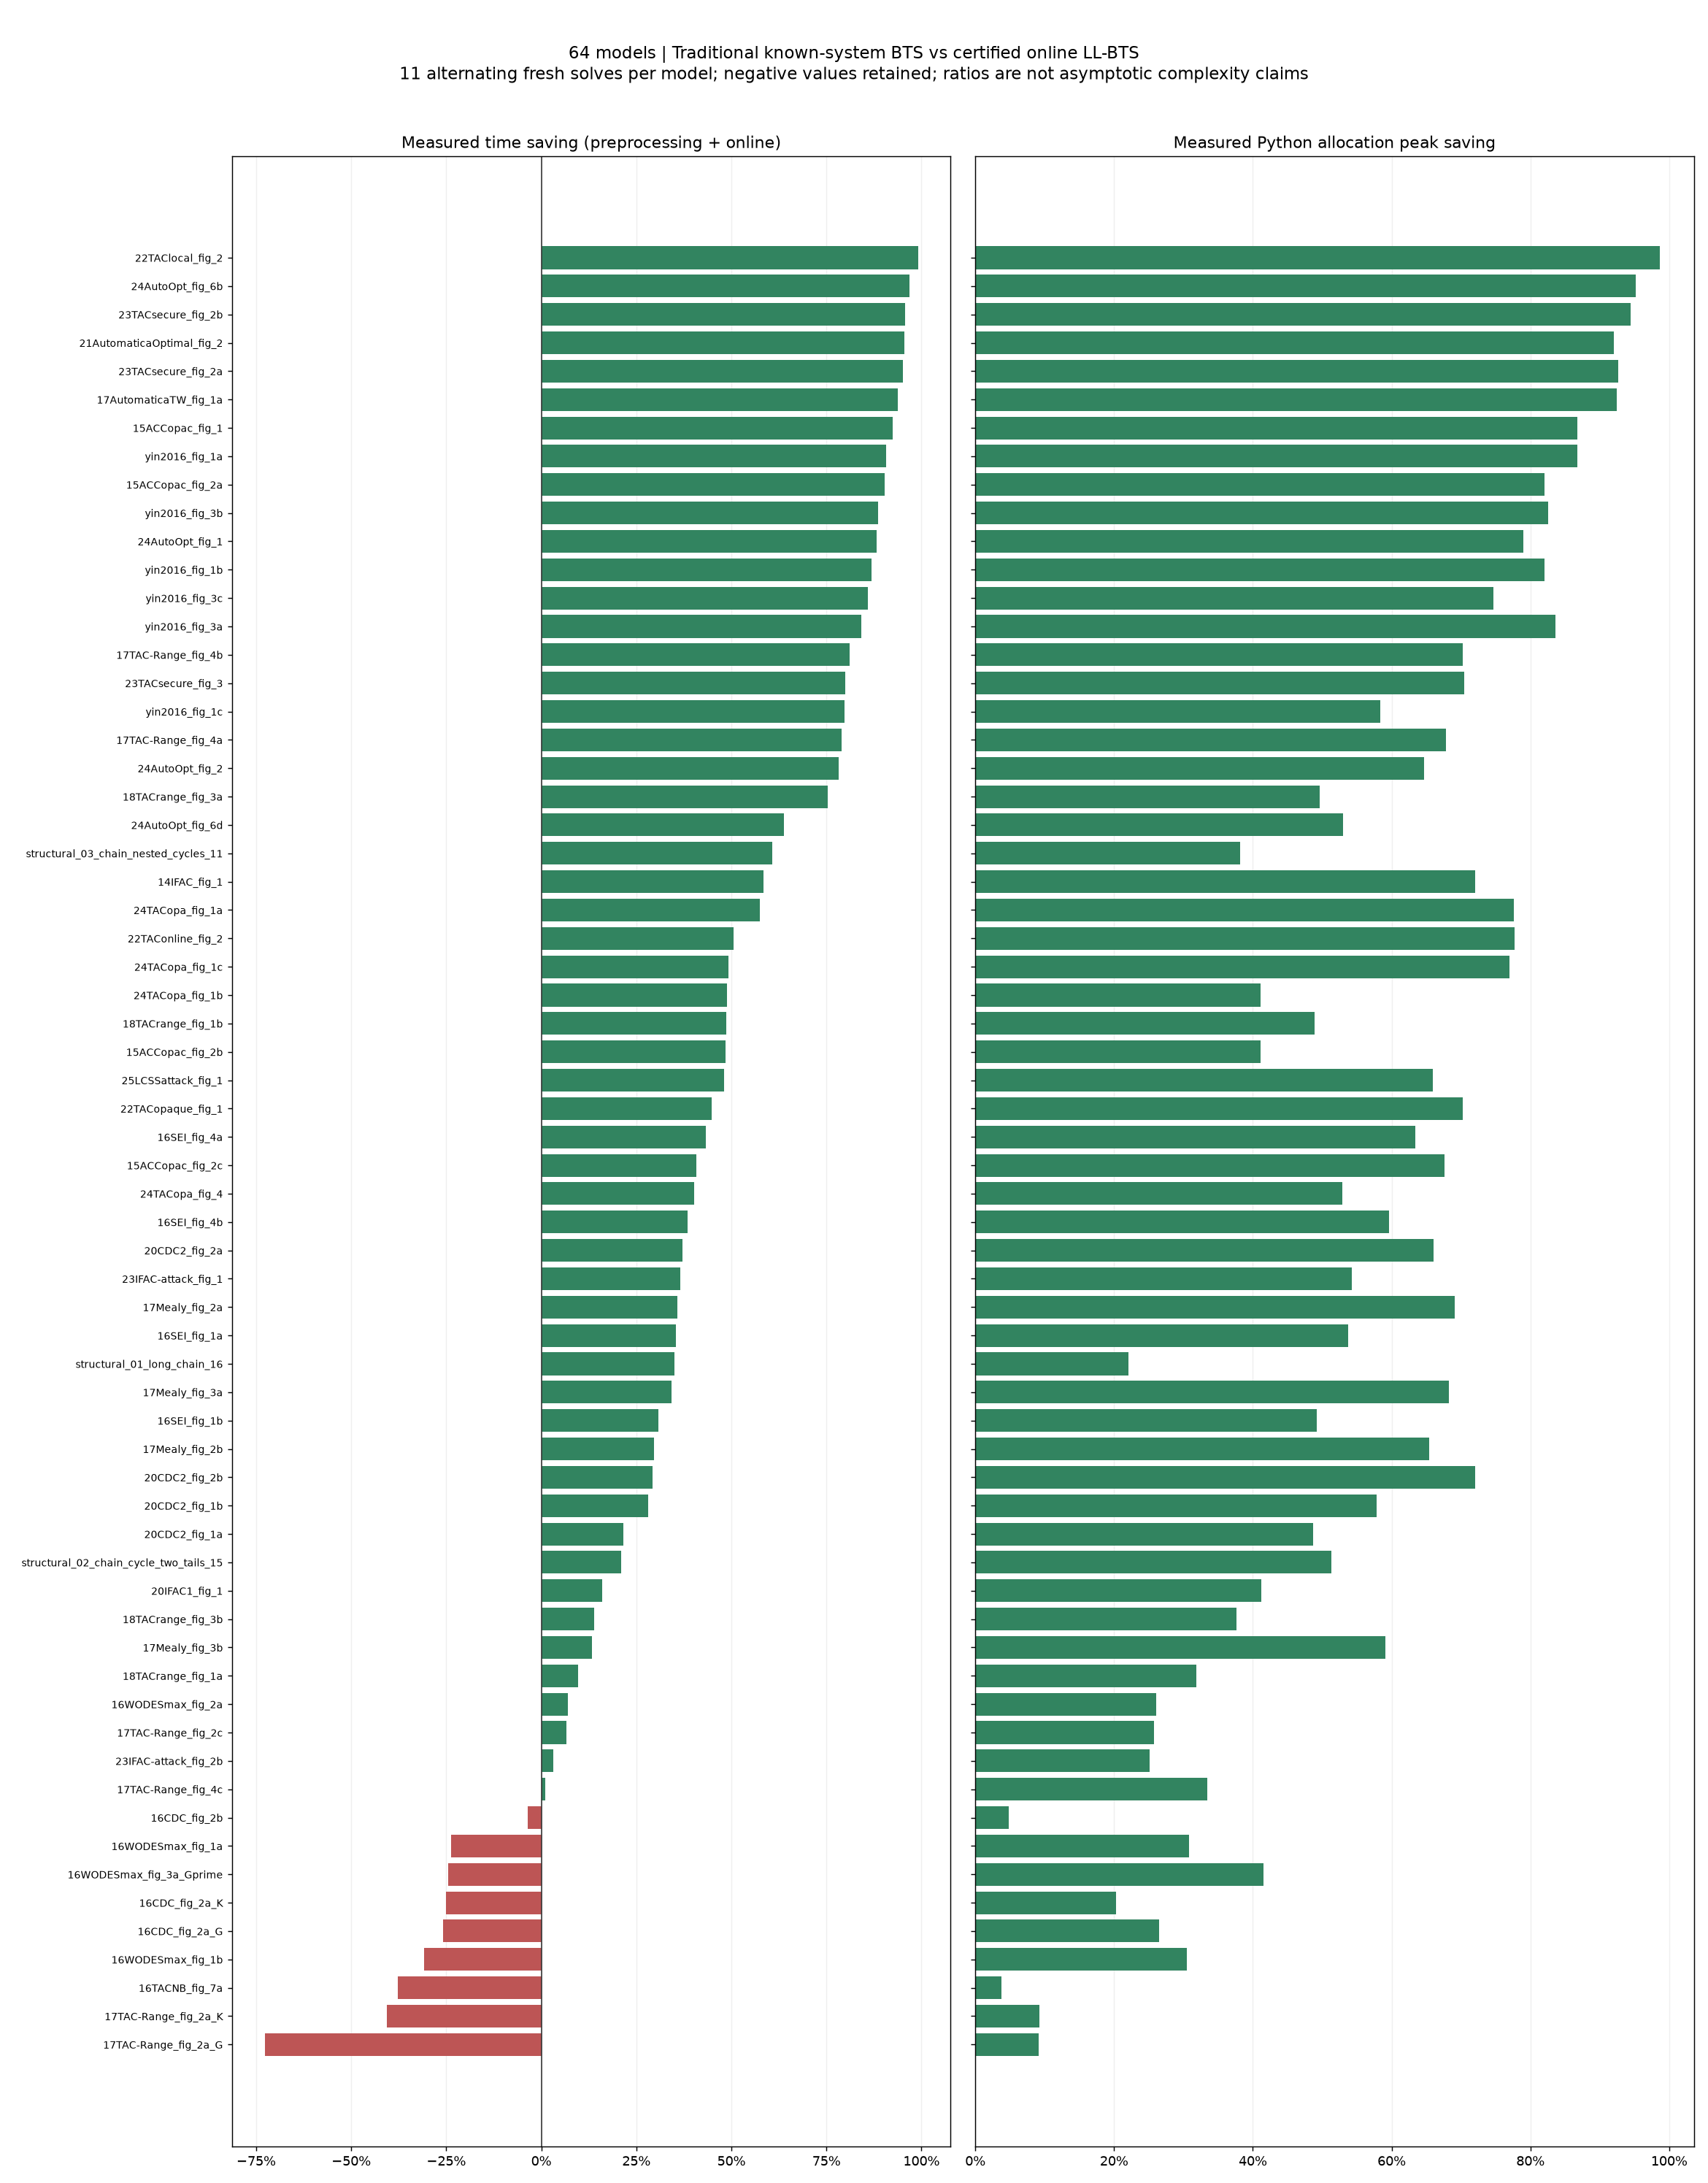 64 models | Traditional known-system BTS vs certified online LL-BTS
11 alternating fresh solves per model; negative values retained; ratios are not asymptotic complexity claims
Measured time saving (preprocessing + online)
Measured Python allocation peak saving
22TAClocal_fig_2
24AutoOpt_fig_6b
23TACsecure_fig_2b
21AutomaticaOptimal_fig_2
23TACsecure_fig_2a
17AutomaticaTW_fig_1a
15ACCopac_fig_1
yin2016_fig_1a
15ACCopac_fig_2a
yin2016_fig_3b
24AutoOpt_fig_1
yin2016_fig_1b
yin2016_fig_3c
yin2016_fig_3a
17TAC-Range_fig_4b
23TACsecure_fig_3
yin2016_fig_1c
17TAC-Range_fig_4a
24AutoOpt_fig_2
18TACrange_fig_3a
24AutoOpt_fig_6d
structural_03_chain_nested_cycles_11
14IFAC_fig_1
24TACopa_fig_1a
22TAConline_fig_2
24TACopa_fig_1c
24TACopa_fig_1b
18TACrange_fig_1b
15ACCopac_fig_2b
25LCSSattack_fig_1
22TACopaque_fig_1
16SEI_fig_4a
15ACCopac_fig_2c
24TACopa_fig_4
16SEI_fig_4b
20CDC2_fig_2a
23IFAC-attack_fig_1
17Mealy_fig_2a
16SEI_fig_1a
structural_01_long_chain_16
17Mealy_fig_3a
16SEI_fig_1b
17Mealy_fig_2b
20CDC2_fig_2b
20CDC2_fig_1b
20CDC2_fig_1a
structural_02_chain_cycle_two_tails_15
20IFAC1_fig_1
18TACrange_fig_3b
17Mealy_fig_3b
18TACrange_fig_1a
16WODESmax_fig_2a
17TAC-Range_fig_2c
23IFAC-attack_fig_2b
17TAC-Range_fig_4c
16CDC_fig_2b
16WODESmax_fig_1a
16WODESmax_fig_3a_Gprime
16CDC_fig_2a_K
16CDC_fig_2a_G
16WODESmax_fig_1b
16TACNB_fig_7a
17TAC-Range_fig_2a_K
17TAC-Range_fig_2a_G
−75% −50% −25% 0% 25% 50% 75% 100%
0% 20% 40% 60% 80% 100%